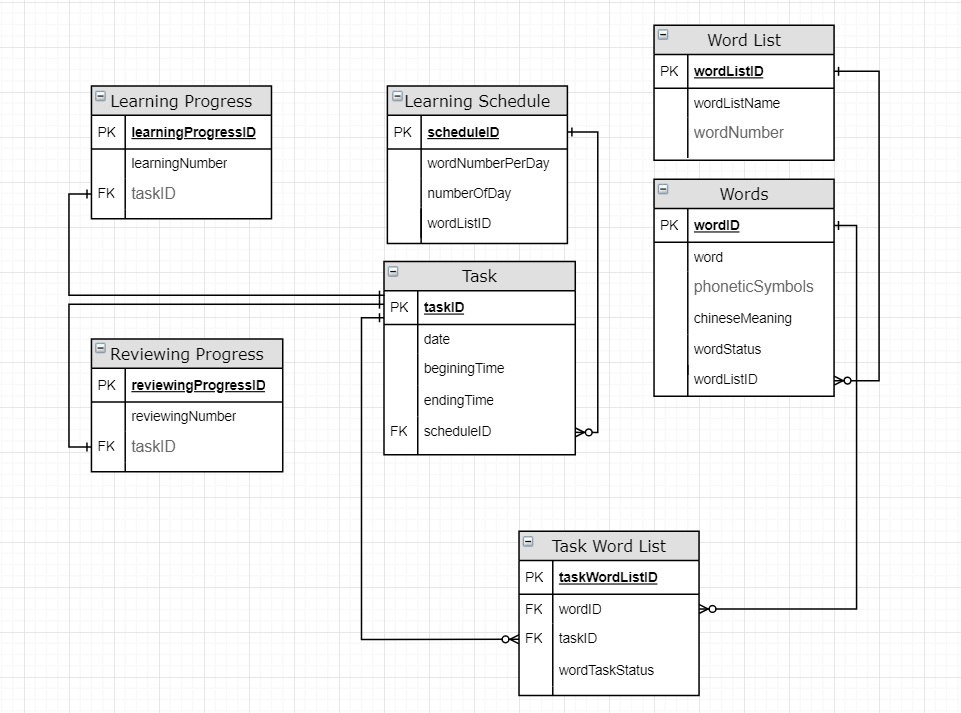 Learning Progress
PK learningProgressID
learningNumber
FK taskID
Learning Schedule
PK scheduleID
wordNumberPerDay
numberOfDay
wordListID
Word List
PK wordListID
wordListName
wordNumber
Words
PK wordID
word
phoneticSymbols
chineseMeaning
wordStatus
wordListID
Task
PK taskID
date
beginingTime
endingTime
FK scheduleID
Reviewing Progress
PK reviewingProgressID
reviewingNumber
FK taskID
Task Word List
PK taskWordListID
FK wordID
FK taskID
wordTaskStatus